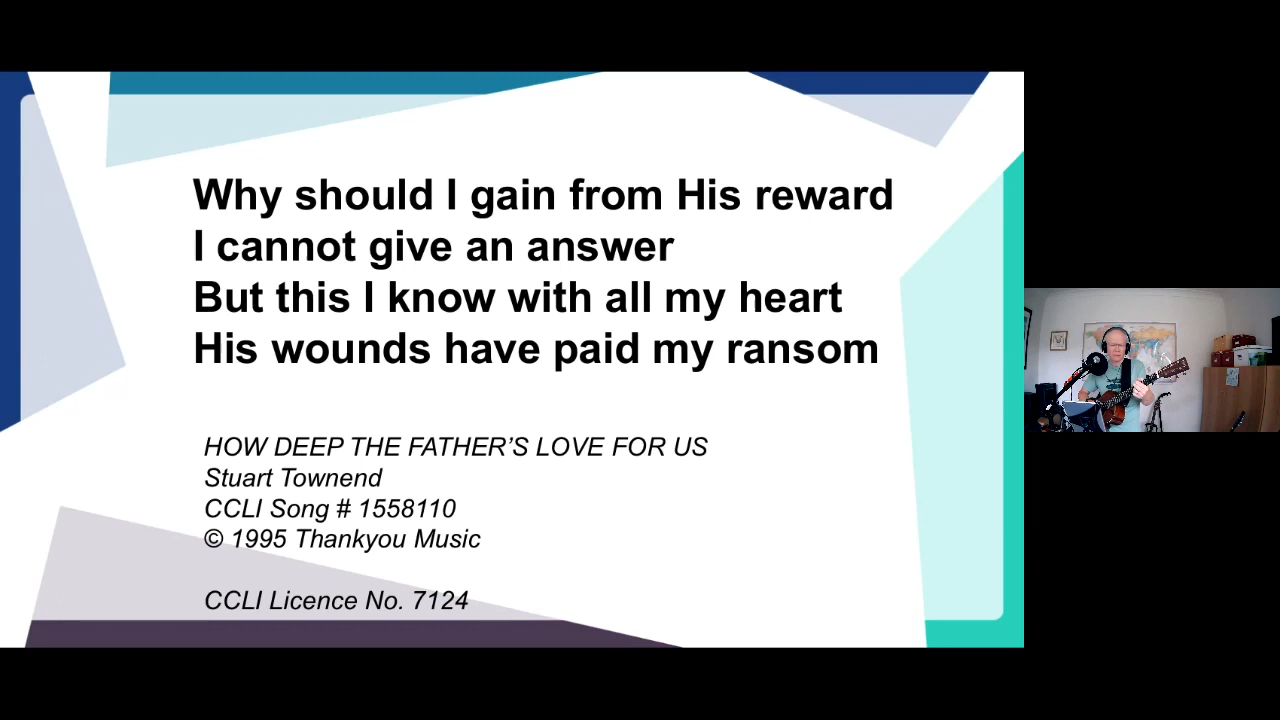 Why should I gain from His reward
I cannot give an answer
But this I know with all my heart
His wounds have paid my ransom
HOW DEEP THE FATHER’S LOVE FOR US
Stuart Townend
CCLI Song # 1558110
© 1995 Thankyou Music
CCLI Licence No. 7124